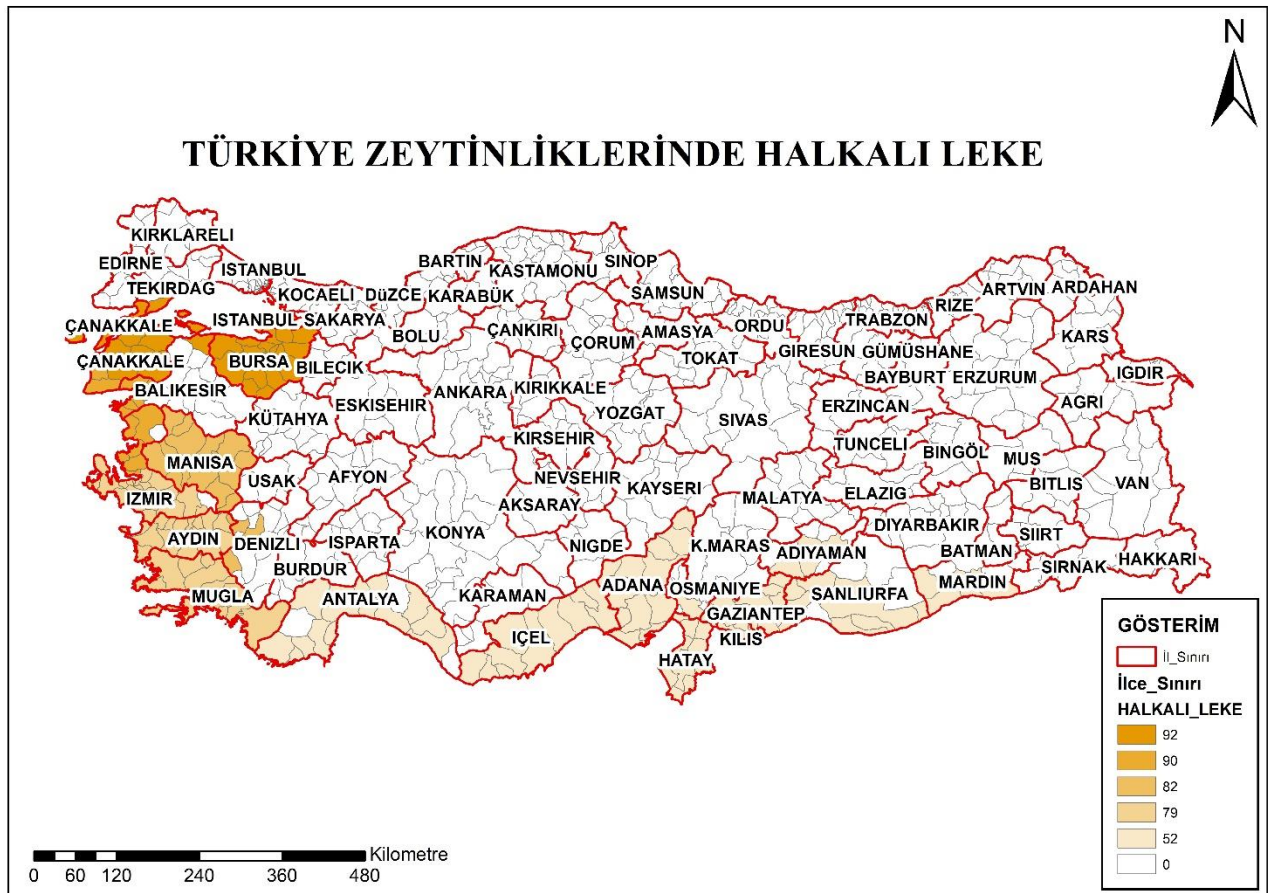 N
TÜRKİYE ZEYTİNLİKLERİNDE HALKALI LEKE
KIRKLARELI
EDIRNE
TEKIRDAG
ISTANBUL
KOCAELI
DüZCE
BARTIN
KARABÜK
KASTAMONU
SINOP
SAMSUN
ÇANAKKALE
ISTANBUL
SAKARYA
BOLU
ÇANKIRI
ÇORUM
AMASYA
ORDU
TOKAT
GIRESUN
TRABZON
RIZE
ARTVIN
ARDAHAN
KARS
GÜMÜSHANE
BAYBURT
ERZURUM
IGDIR
AGRI
ÇANAKKALE
BURSA
BILECIK
BALIKESIR
KÜTAHYA
ESKISEHIR
ANKARA
KIRIKKALE
YOZGAT
SIVAS
ERZINCAN
TUNCELI
BINGÖL
MUS
KIRSEHIR
NEVSEHIR
KAYSERI
MALATYA
ELAZIG
BITLIS
VAN
MANISA
USAK
AFYON
KONYA
AKSARAY
IZMIR
AYDIN
DENIZLI
ISPARTA
BURDUR
NIGDE
K.MARAS
ADIYAMAN
DIYARBAKIR
BATMAN
SIIRT
SIRNAK
HAKKARI
MUGLA
ANTALYA
KARAMAN
IÇEL
ADANA
OSMANIYE
GAZIANTEP
KILIS
HATAY
SANLIURFA
MARDIN
GÖSTERİM
İl_Sınırı
İlce_Sınırı
HALKALI_LEKE
92
90
82
79
52
0
Kilometre
0 60 120 240 360 480